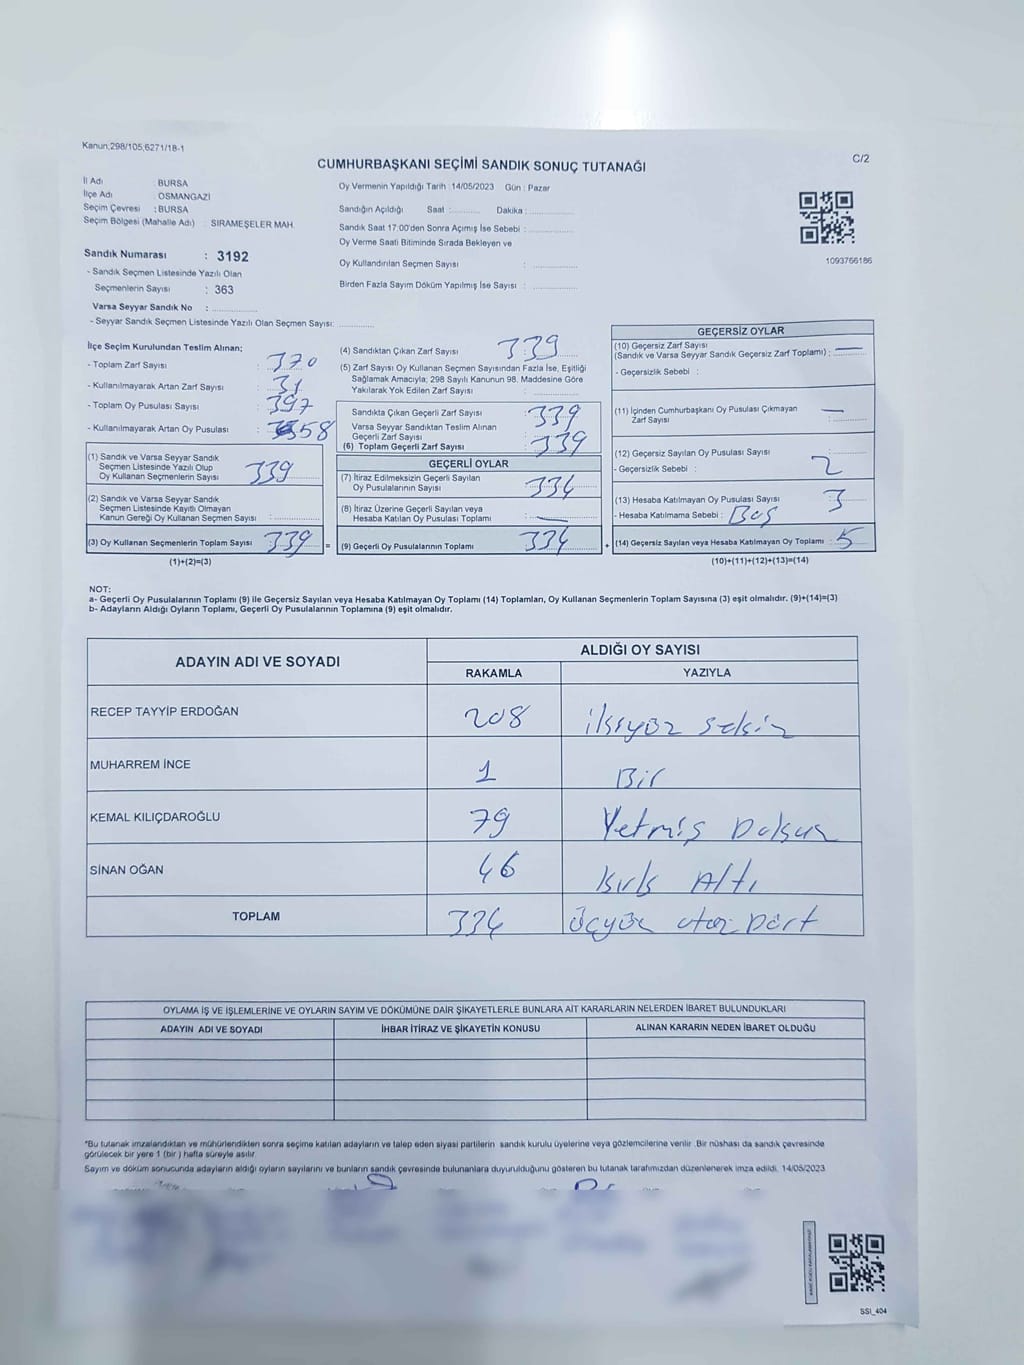 Kanun,298/105,6271/18-1
C/2
CUMHURBAŞKANI SEÇİMİ SANDIK SONUÇ TUTANAĞI
İl Adı BURSA
İlçe Adı OSMANGAZİ
Seçim Çevresi : BURSA
Seçim Bölgesi (Mahalle Adı) : SIRAMEŞELER MAH.
Sandık Numarası : 3192
- Sandık Seçmen Listesinde Yazılı Olan
Seçmenlerin Sayısı : 363
Varsa Seyyar Sandık No :
- Seyyar Sandık Seçmen Listesinde Yazılı Olan Seçmen Sayısı:
Oy Vermenin Yapıldığı Tarih : 14/05/2023 Gün : Pazar
Sandığın Açıldığı Saat : Dakika :
Sandık Saat 17.00'den Sonra Açımış İse Sebebi :
Oy Verme Saati Bitiminde Sırada Bekleyen ve
Oy Kullandırılan Seçmen Sayısı :
Birden Fazla Sayım Döküm Yapılmış İse Sayısı :
1093766186
İlçe Seçim Kurulundan Teslim Alınan;
- Toplam Zarf Sayısı : 370
- Kullanılmayarak Artan Zarf Sayısı : 31
- Toplam Oy Pusulası Sayısı : 397
- Kullanılmayarak Artan Oy Pusulası : 58
(1) Sandık ve Varsa Seyyar Sandık
Seçmen Listesinde Yazılı Olup
Oy Kullanan Seçmenlerin Sayısı 339
(2) Sandık ve Varsa Seyyar Sandık
Seçmen Listesinde Kayıtlı Olmayan
Kanun Gereği Oy Kullanan Seçmen Sayısı :
(3) Oy Kullanan Seçmenlerin Toplam Sayısı 339
(1)+(2)=(3)
(4) Sandıktan Çıkan Zarf Sayısı 339
(5) Zarf Sayısı Oy Kullanan Seçmen Sayısından Fazla İse, Eşitliği
Sağlamak Amacıyla; 298 Sayılı Kanunun 98. Maddesine Göre
Yakılarak Yok Edilen Zarf Sayısı :
Sandıkta Çıkan Geçerli Zarf Sayısı : 339
Varsa Seyyar Sandıktan Teslim Alınan
Geçerli Zarf Sayısı :
(6) Toplam Geçerli Zarf Sayısı : 339
GEÇERLİ OYLAR
(7) İtiraz Edilmeksizin Geçerli Sayılan
Oy Pusulalarının Sayısı : 334
(8) İtiraz Üzerine Geçerli Sayılan veya
Hesaba Katılan Oy Pusulası Toplamı : —
(9) Geçerli Oy Pusulalarının Toplamı 334
GEÇERSİZ OYLAR
(10) Geçersiz Zarf Sayısı
(Sandık ve Varsa Seyyar Sandık Geçersiz Zarf Toplamı) : —
- Geçersizlik Sebebi :
(11) İçinden Cumhurbaşkanı Oy Pusulası Çıkmayan
Zarf Sayısı : —
(12) Geçersiz Sayılan Oy Pusulası Sayısı : 2
- Geçersizlik Sebebi :
(13) Hesaba Katılmayan Oy Pusulası Sayısı 3
- Hesaba Katılmama Sebebi : Boş
(14) Geçersiz Sayılan veya Hesaba Katılmayan Oy Toplamı : 5
(10)+(11)+(12)+(13)=(14)
NOT:
a- Geçerli Oy Pusulalarının Toplamı (9) ile Geçersiz Sayılan veya Hesaba Katılmayan Oy Toplamı (14) Toplamları, Oy Kullanan Seçmenlerin Toplam Sayısına (3) eşit olmalıdır. (9)+(14)=(3)
b- Adayların Aldığı Oyların Toplamı, Geçerli Oy Pusulalarının Toplamına (9) eşit olmalıdır.
ADAYIN ADI VE SOYADI
ALDIĞI OY SAYISI
RAKAMLA YAZIYLA
RECEP TAYYİP ERDOĞAN 208 ikiyüz sekiz
MUHARREM İNCE 1 Bir
KEMAL KILIÇDAROĞLU 79 Yetmiş Dokuz
SİNAN OĞAN 46 kırk Altı
TOPLAM 334 üçyüz otuz Dört
OYLAMA İŞ VE İŞLEMLERİNE VE OYLARIN SAYIM VE DÖKÜMÜNE DAİR ŞİKAYETLERLE BUNLARA AİT KARARLARIN NELERDEN İBARET BULUNDUKLARI
ADAYIN ADI VE SOYADI İHBAR İTİRAZ VE ŞİKAYETİN KONUSU ALINAN KARARIN NEDEN İBARET OLDUĞU
*Bu tutanak imzalandıktan ve mühürlendikten sonra seçime katılan adayların ve talep eden siyasi partilerin sandık kurulu üyelerine veya gözlemcilerine verilir. Bir nüshası da sandık çevresinde
görülecek bir yere 1 (bir ) hafta süreyle asılır.
Sayım ve döküm sonucunda adayların aldığı oyların sayılarını ve bunların sandık çevresinde bulunanlara duyurulduğunu gösteren bu tutanak tarafımızdan düzenlenerek imza edildi. 14/05/2023
SSI_404